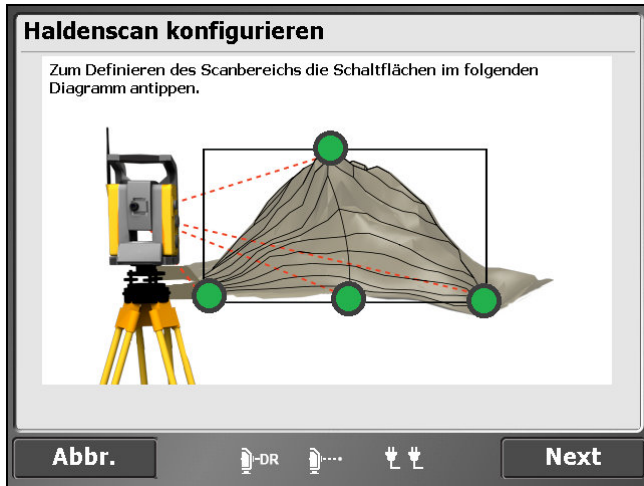 Haldenscan konfigurieren
Zum Definieren des Scanbereichs die Schaltflächen im folgenden
Diagramm antippen.
Abbr.
-DR
Next